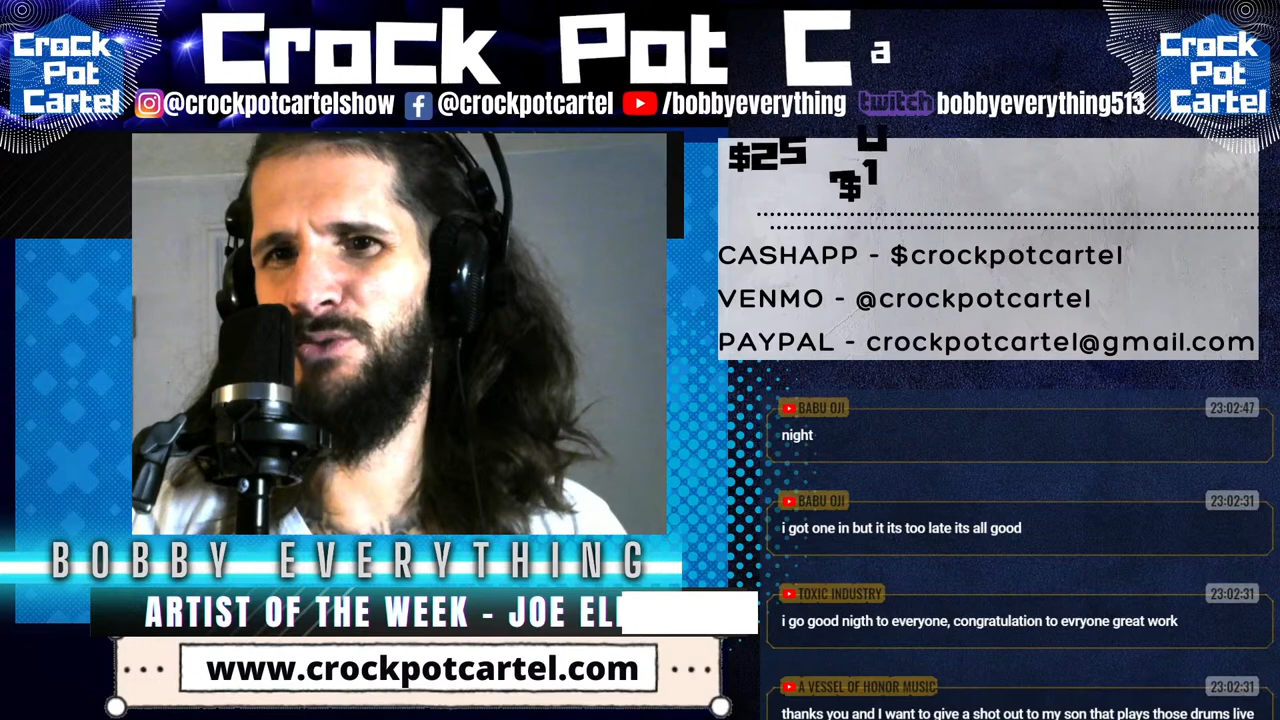 Crock Pot Ca
Crock
Pot
Cartel
@crockpotcartelshow @crockpotcartel /bobbyeverything twitch bobbyeverything513
Crock
Pot
Cartel
$25
$1
CASHAPP - $crockpotcartel
VENMO - @crockpotcartel
PAYPAL - crockpotcartel@gmail.com
BABU OJI 23:02:47
night
BABU OJI 23:02:31
i got one in but it its too late its all good
TOXIC INDUSTRY 23:02:31
i go good nigth to everyone, congratulation to evryone great work
A VESSEL OF HONOR MUSIC 23:02:31
thanks you and I want to give a shot out to my son that plays those drums live
BOBBY EVERYTHING
ARTIST OF THE WEEK - JOE ELL
www.crockpotcartel.com